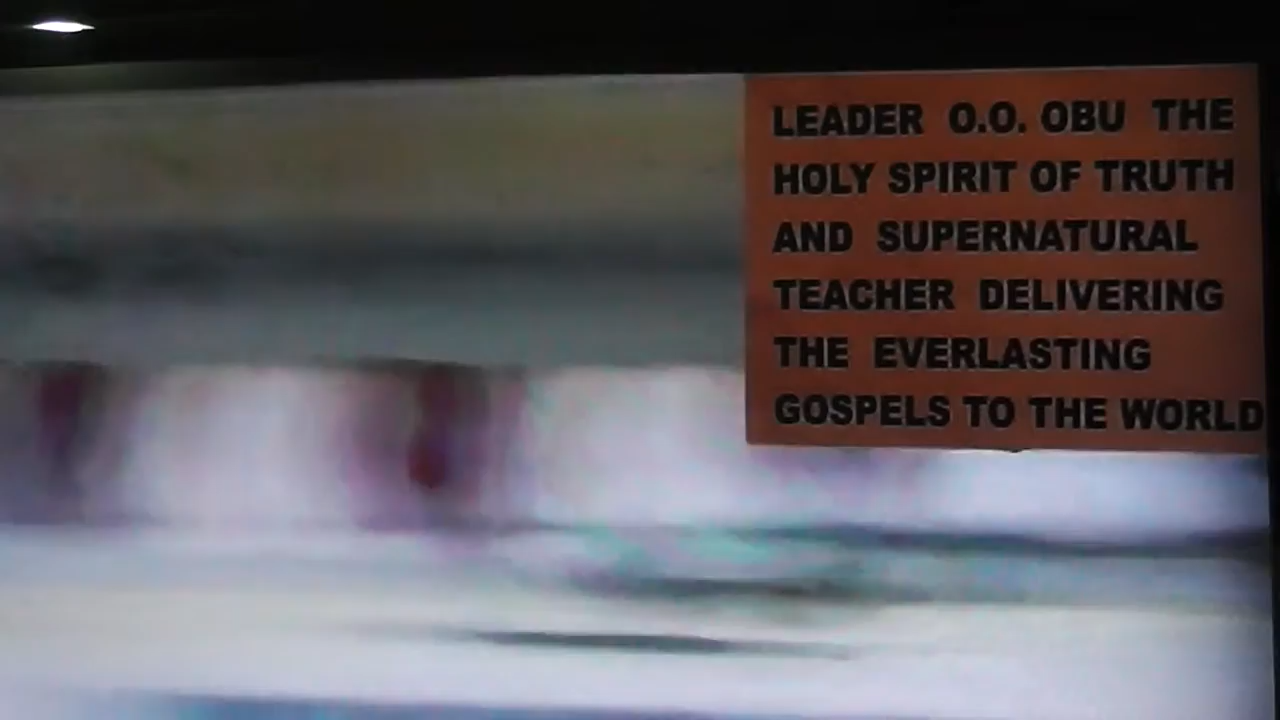 LEADER O.O. OBU THE
HOLY SPIRIT OF TRUTH
AND SUPERNATURAL
TEACHER DELIVERING
THE EVERLASTING
GOSPELS TO THE WORLD